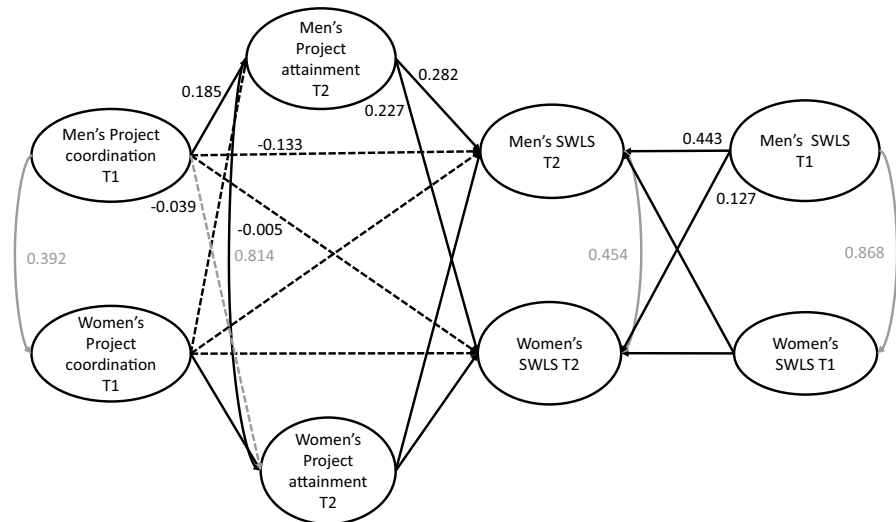 Men's
Project
attainment
T2
0.185
0.282
0.227
Men's Project
coordination
T1
-0.133
Men's SWLS
T2
0.443
Men's SWLS
T1
-0.039
0.127
-0.005
0.392
0.814
0.454
0.868
Women's
Project
coordination
T1
Women's
SWLS T2
Women's
SWLS T1
Women's
Project
attainment
T2